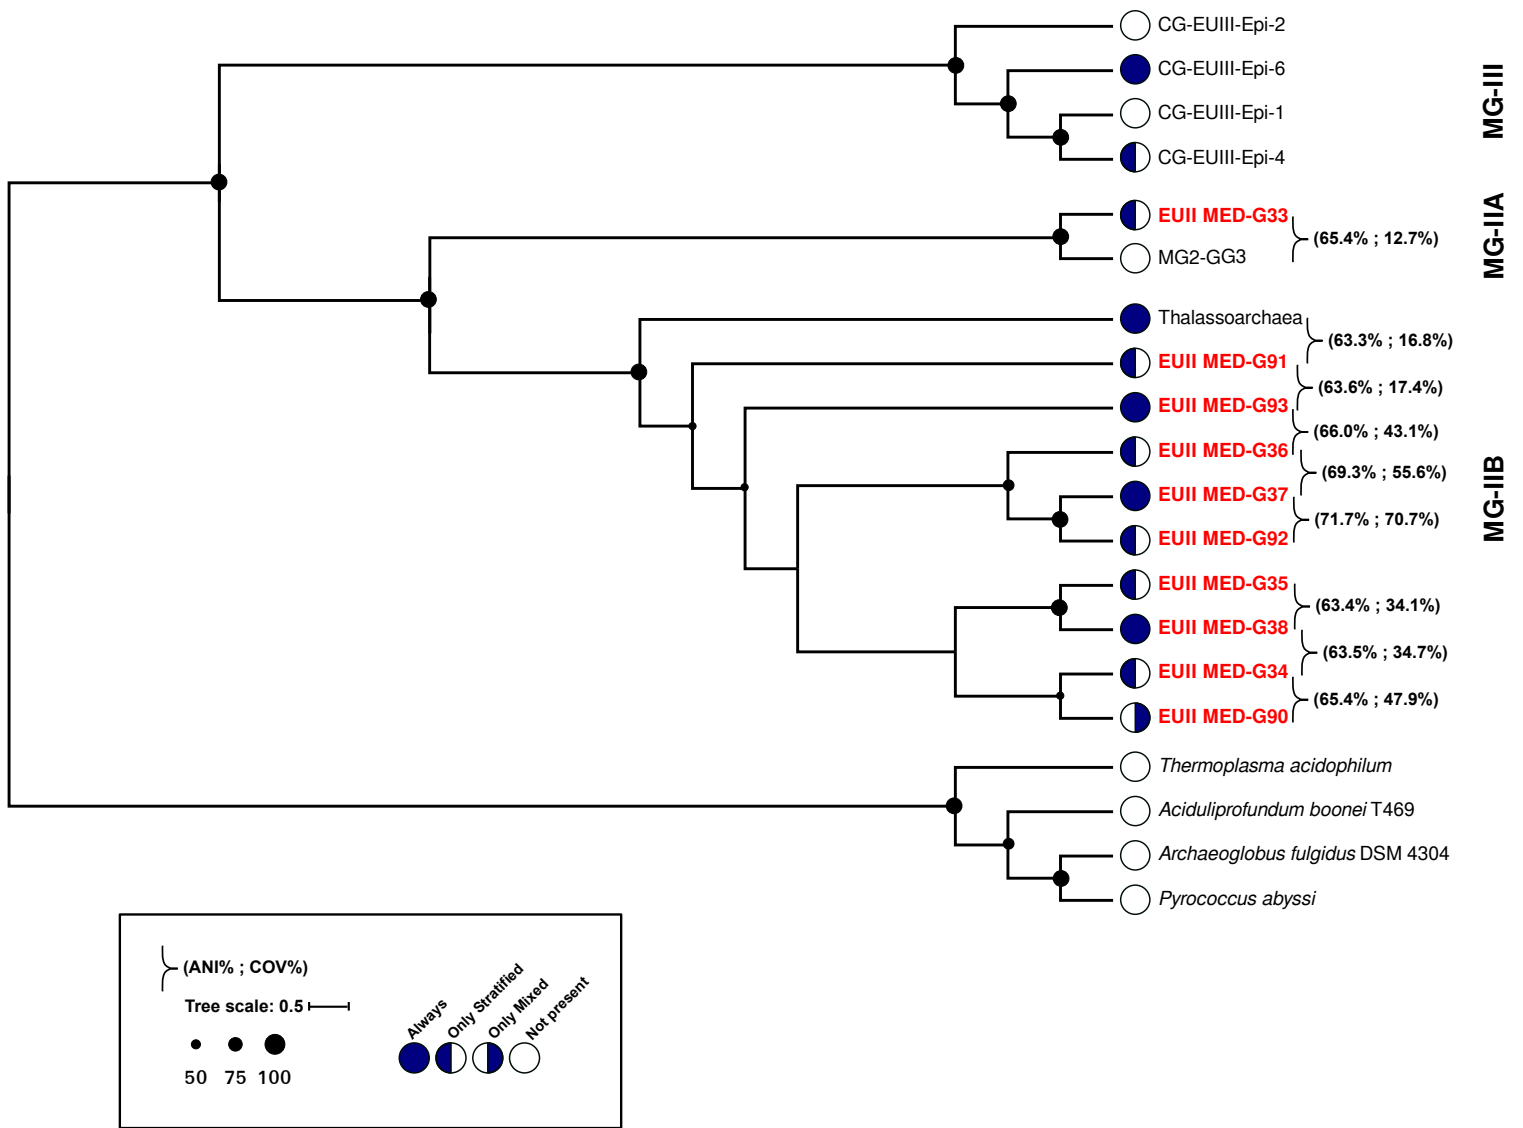 CG-EUIII-Epi-2
CG-EUIII-Epi-6
CG-EUIII-Epi-1
CG-EUIII-Epi-4
MG-III
EUII MED-G33
MG2-GG3
(65.4% ; 12.7%)
MG-IIA
Thalassoarchaea
(63.3% ; 16.8%)
EUII MED-G91
(63.6% ; 17.4%)
EUII MED-G93
(66.0% ; 43.1%)
EUII MED-G36
(69.3% ; 55.6%)
EUII MED-G37
(71.7% ; 70.7%)
EUII MED-G92
MG-IIB
EUII MED-G35
(63.4% ; 34.1%)
EUII MED-G38
(63.5% ; 34.7%)
EUII MED-G34
(65.4% ; 47.9%)
EUII MED-G90
Thermoplasma acidophilum
Aciduliprofundum boonei T469
Archaeoglobus fulgidus DSM 4304
Pyrococcus abyssi
(ANI% ; COV%)
Tree scale: 0.5
50 75 100
Always
Only Stratified
Only Mixed
Not present